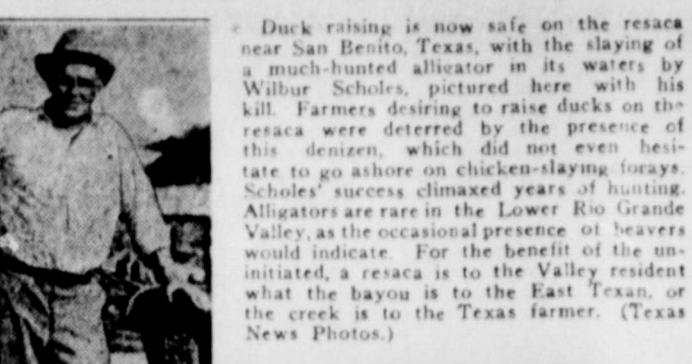 Duck raising is now safe on the resaca
near San Benito, Texas, with the slaying of
a much-hunted alligator in its waters by
Wilbur Scholes, pictured here with his
kill. Farmers desiring to raise ducks on the
resaca were deterred by the presence of
this denizen, which did not even hesi-
tate to go ashore on chicken-slaying forays.
Scholes' success climaxed years of hunting.
Alligators are rare in the Lower Rio Grande
Valley, as the occasional presence of beavers
would indicate. For the benefit of the un-
initiated, a resaca is to the Valley resident
what the bayou is to the East Texan, or
the creek is to the Texas farmer. (Texas
News Photos.)